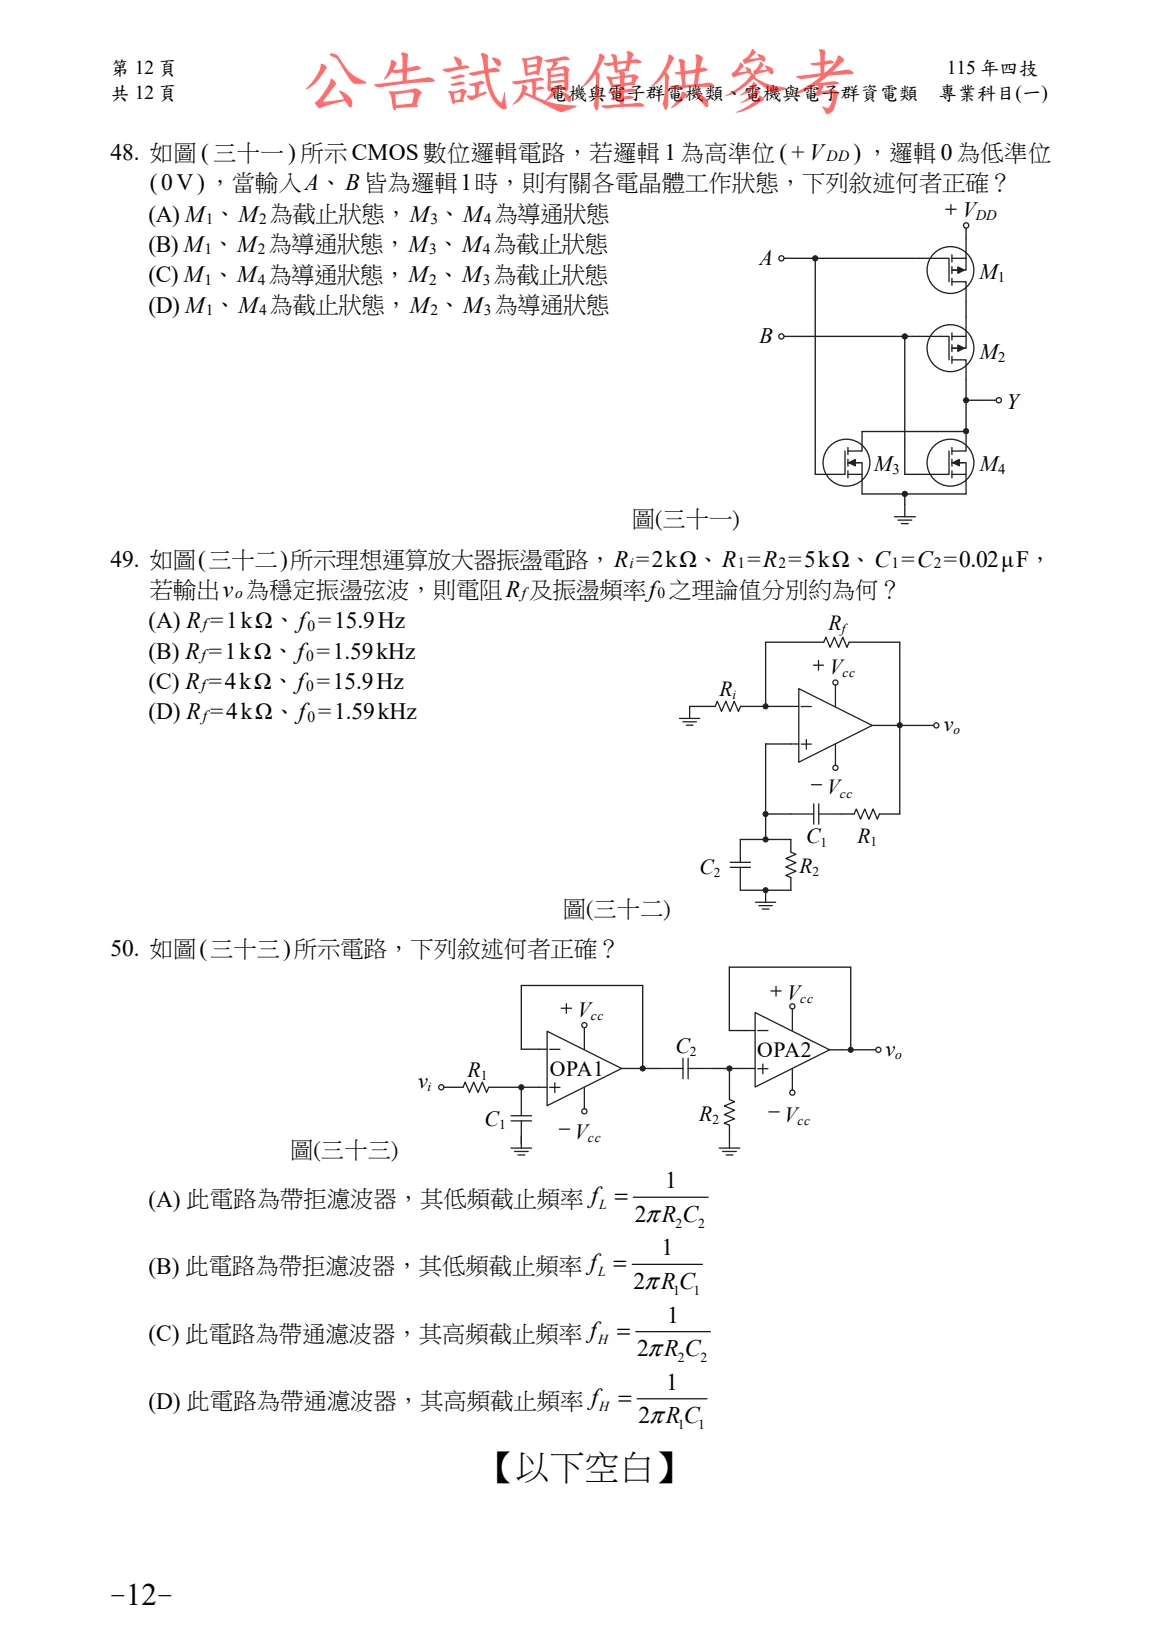 第 12 頁
共 12 頁
公告試題僅供參考
115 年四技
電機與電子群電機類、電機與電子群資電類 專業科目(一)
48. 如圖(三十一)所示CMOS數位邏輯電路，若邏輯1為高準位(+V_DD)，邏輯0為低準位
(0V)，當輸入A、B皆為邏輯1時，則有關各電晶體工作狀態，下列敘述何者正確？
(A) M1、M2為截止狀態，M3、M4為導通狀態
(B) M1、M2為導通狀態，M3、M4為截止狀態
(C) M1、M4為導通狀態，M2、M3為截止狀態
(D) M1、M4為截止狀態，M2、M3為導通狀態
+V_DD
A
M1
B
M2
Y
M3
M4
圖(三十一)
49. 如圖(三十二)所示理想運算放大器振盪電路，Ri=2kΩ、R1=R2=5kΩ、C1=C2=0.02μF，
若輸出vo為穩定振盪弦波，則電阻Rf及振盪頻率f0之理論值分別約為何？
(A) Rf=1kΩ、f0=15.9Hz
(B) Rf=1kΩ、f0=1.59kHz
(C) Rf=4kΩ、f0=15.9Hz
(D) Rf=4kΩ、f0=1.59kHz
Rf
+Vcc
Ri
−
+
vo
−Vcc
C1
R1
C2
R2
圖(三十二)
50. 如圖(三十三)所示電路，下列敘述何者正確？
+Vcc
+Vcc
−
OPA2
+
vo
C2
−
OPA1
+
R1
vi
C1
−Vcc
R2
−Vcc
圖(三十三)
(A) 此電路為帶拒濾波器，其低頻截止頻率 f_L = 1/(2πR2C2)
(B) 此電路為帶拒濾波器，其低頻截止頻率 f_L = 1/(2πR1C1)
(C) 此電路為帶通濾波器，其高頻截止頻率 f_H = 1/(2πR2C2)
(D) 此電路為帶通濾波器，其高頻截止頻率 f_H = 1/(2πR1C1)
【以下空白】
-12-